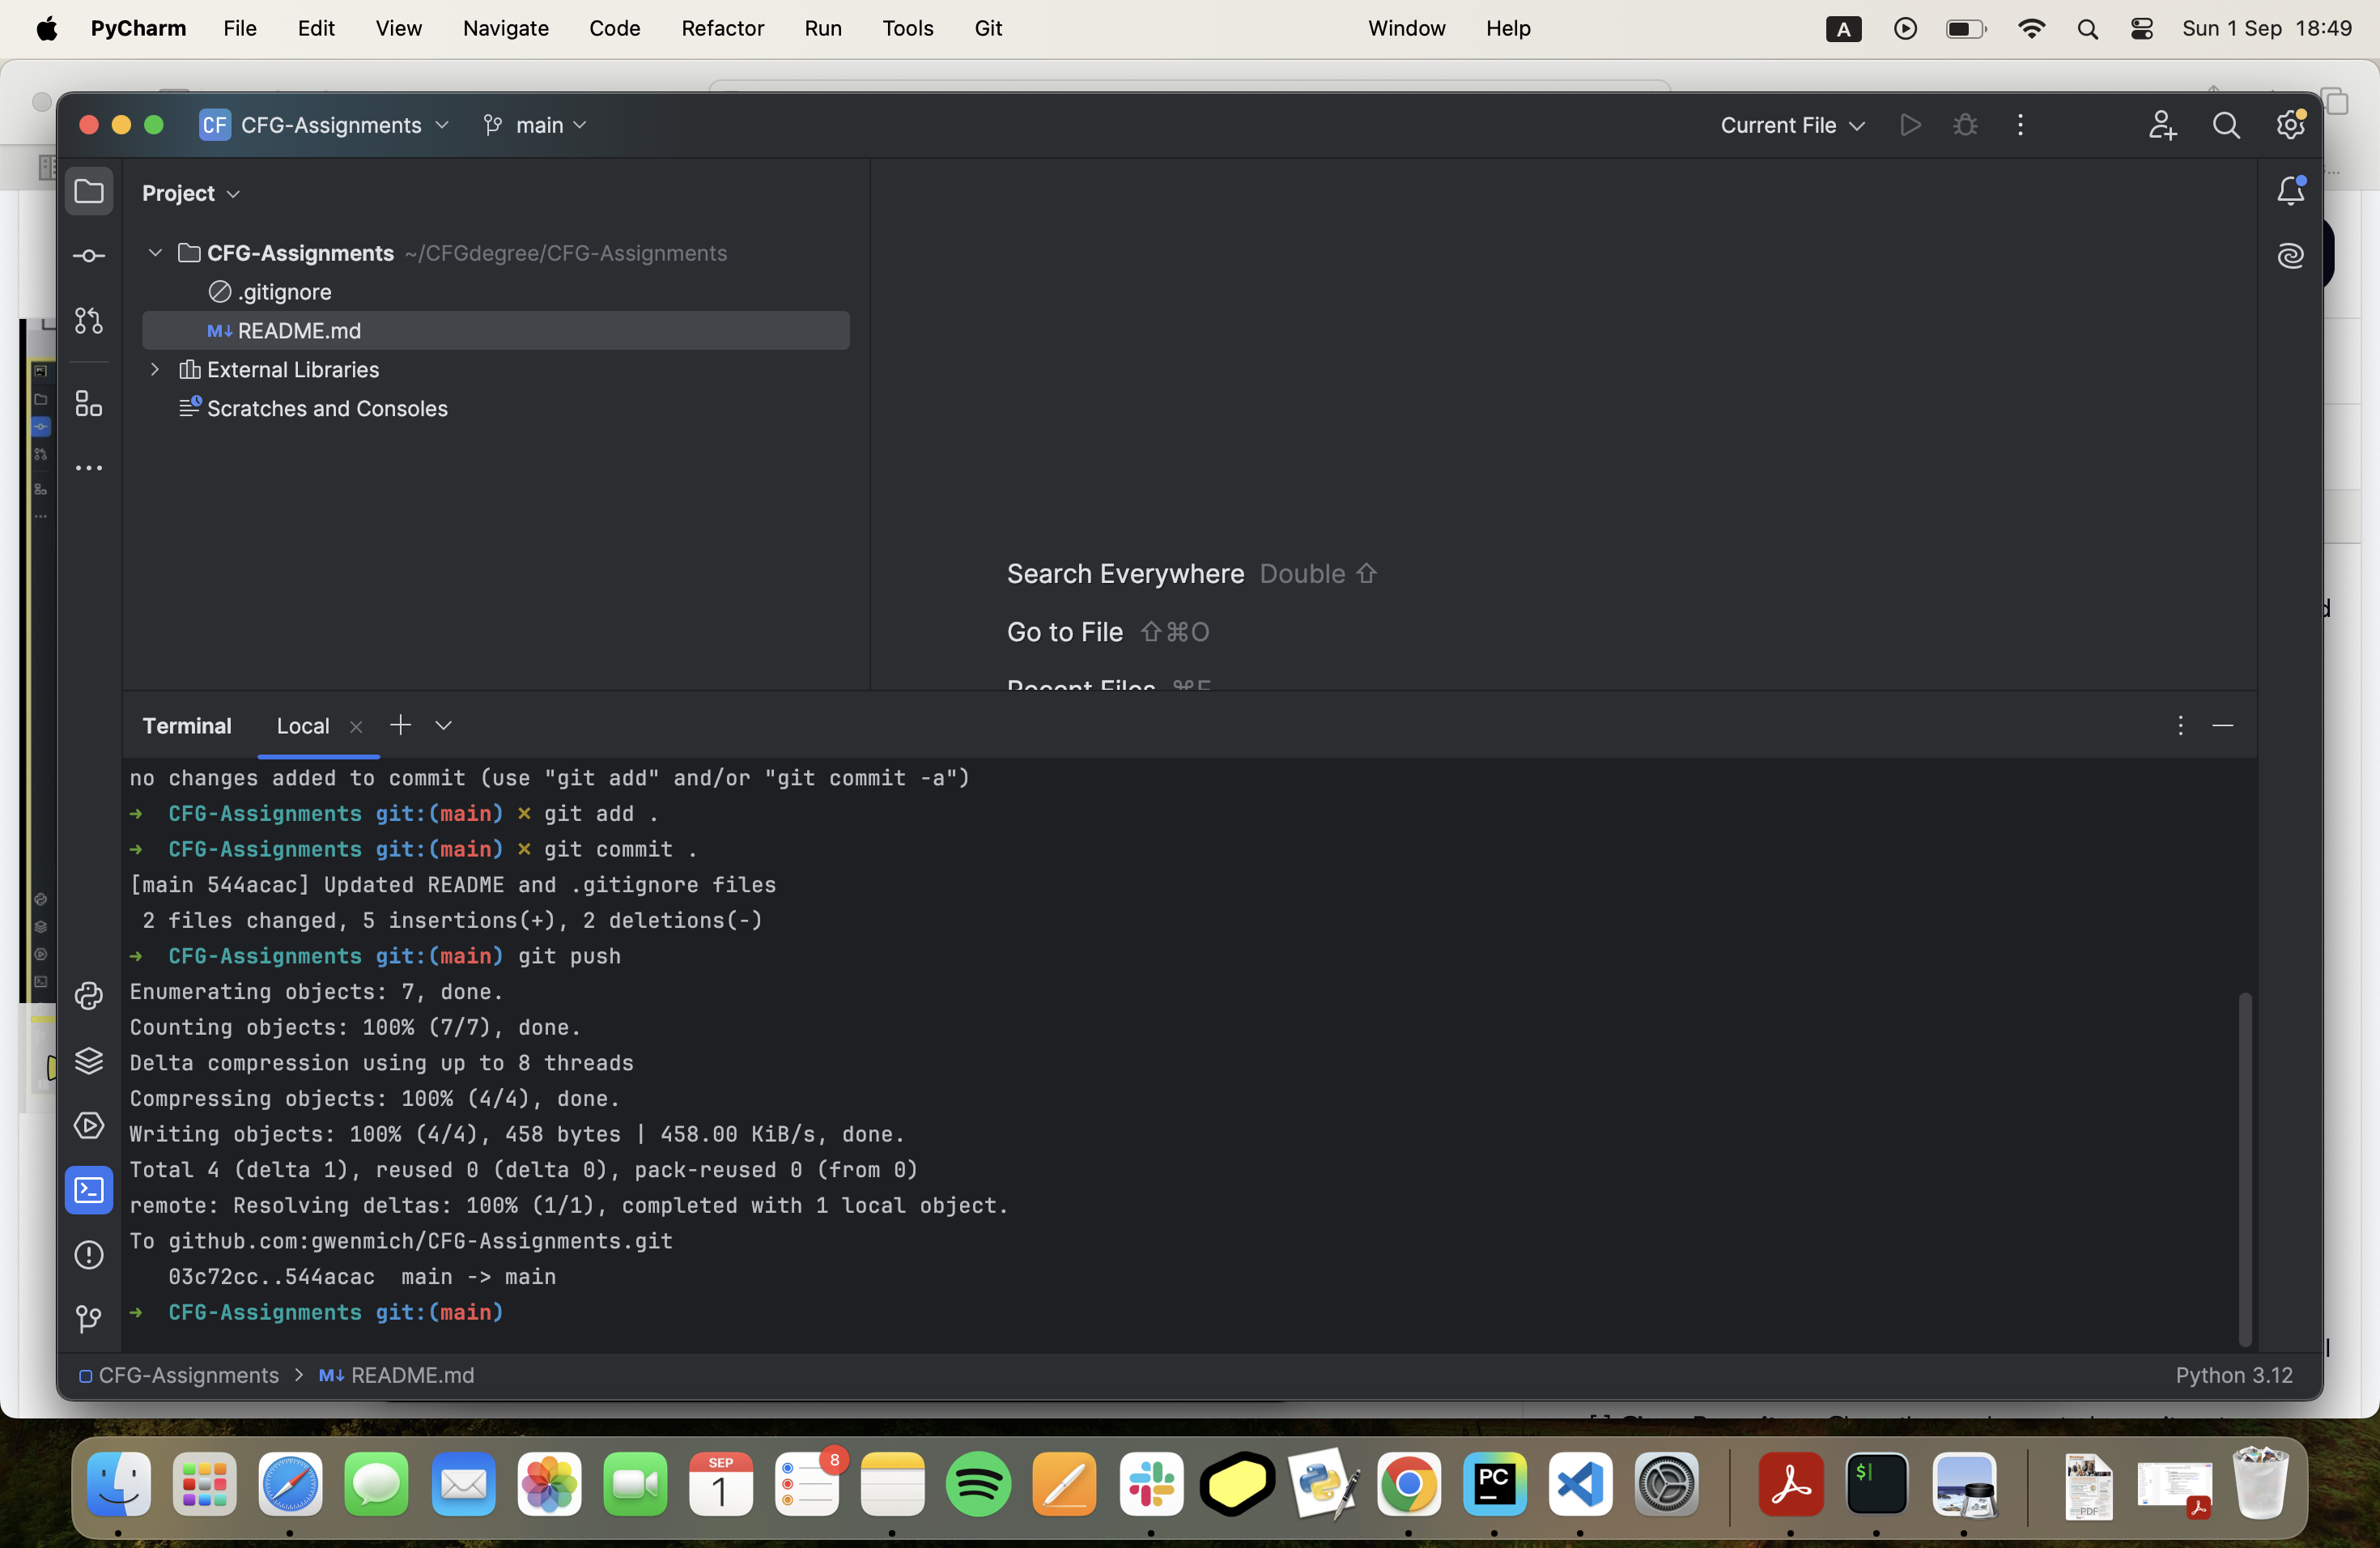 PyCharm File Edit View Navigate Code Refactor Run Tools Git Window Help A Sun 1 Sep 18:49
CF CFG-Assignments main Current File
Project
CFG-Assignments ~/CFGdegree/CFG-Assignments
.gitignore
M↓ README.md
External Libraries
Scratches and Consoles
Search Everywhere Double ⇧
Go to File ⇧⌘O
Recent Files ⌘E
Terminal Local
no changes added to commit (use "git add" and/or "git commit -a")
➜ CFG-Assignments git:(main) × git add .
➜ CFG-Assignments git:(main) × git commit .
[main 544acac] Updated README and .gitignore files
2 files changed, 5 insertions(+), 2 deletions(-)
➜ CFG-Assignments git:(main) git push
Enumerating objects: 7, done.
Counting objects: 100% (7/7), done.
Delta compression using up to 8 threads
Compressing objects: 100% (4/4), done.
Writing objects: 100% (4/4), 458 bytes | 458.00 KiB/s, done.
Total 4 (delta 1), reused 0 (delta 0), pack-reused 0 (from 0)
remote: Resolving deltas: 100% (1/1), completed with 1 local object.
To github.com:gwenmich/CFG-Assignments.git
03c72cc..544acac main -> main
➜ CFG-Assignments git:(main)
CFG-Assignments > M↓ README.md Python 3.12
SEP
1
8
PC
$
PDF